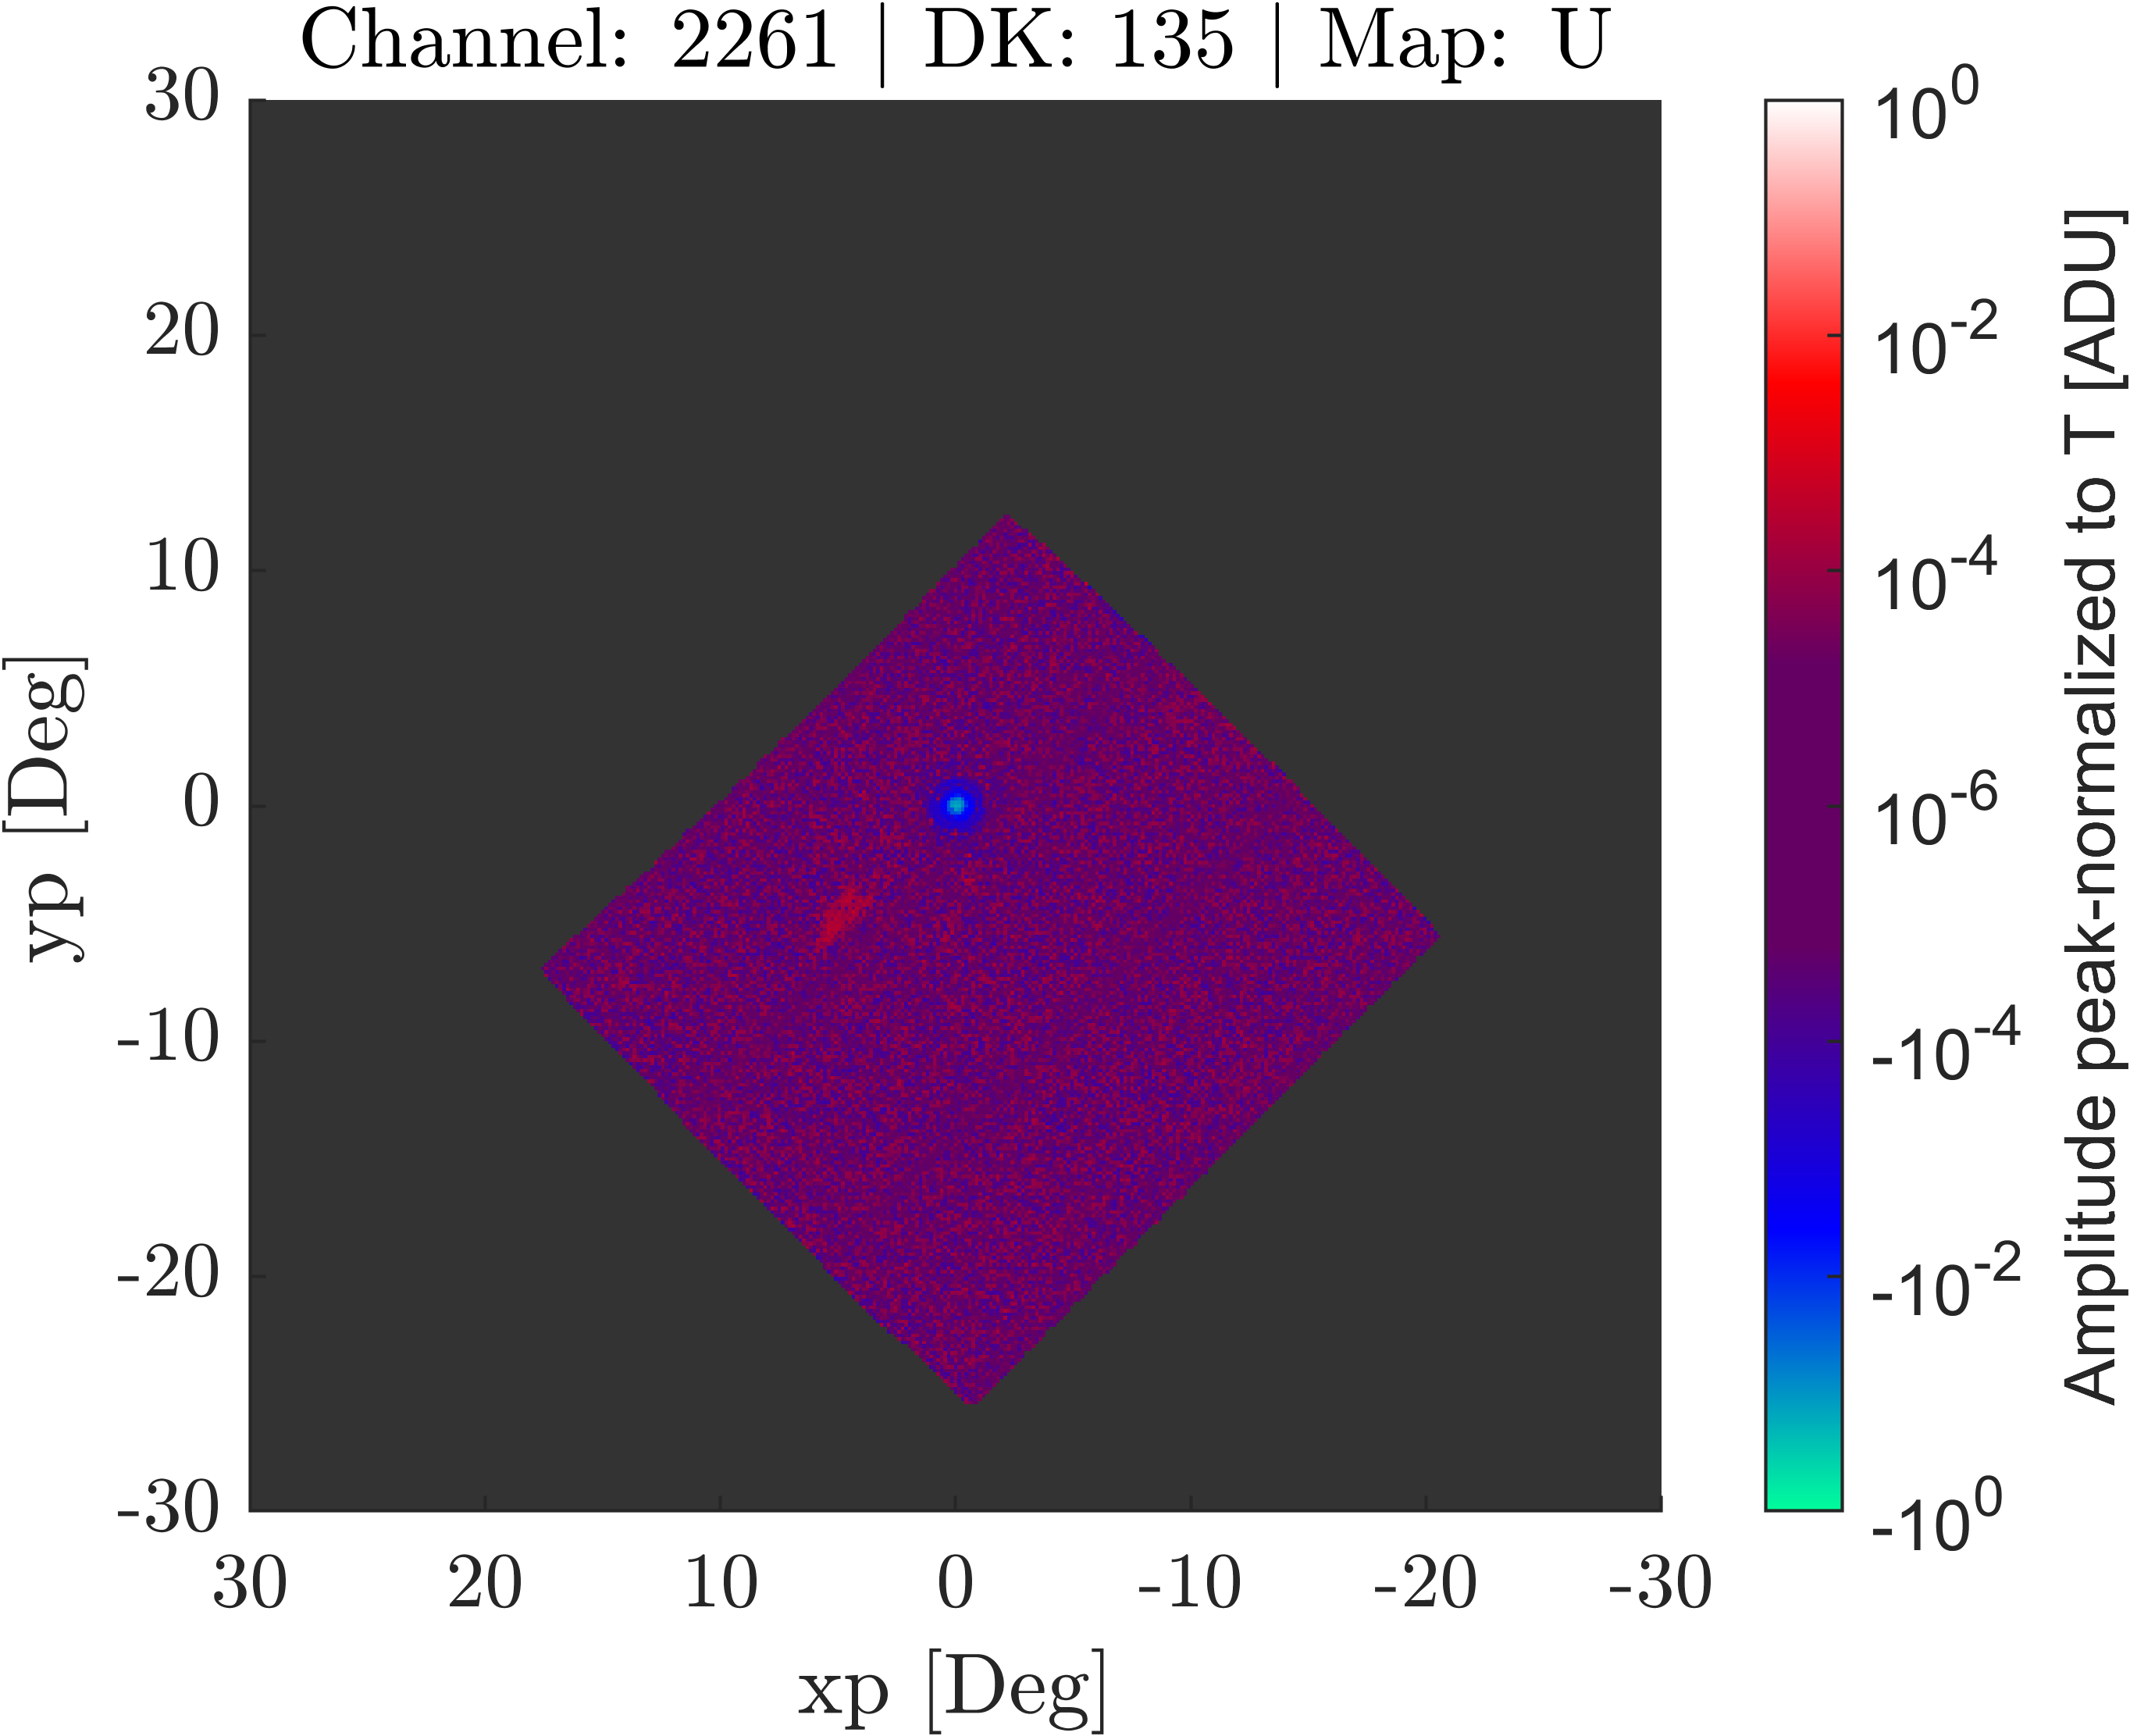 Channel: 2261 | DK: 135 | Map: U
30
20
10
0
-10
-20
-30
yp [Deg]
30 20 10 0 -10 -20 -30
xp [Deg]
10^0
10^-2
10^-4
10^-6
-10^-4
-10^-2
-10^0
Amplitude peak-normalized to T [ADU]